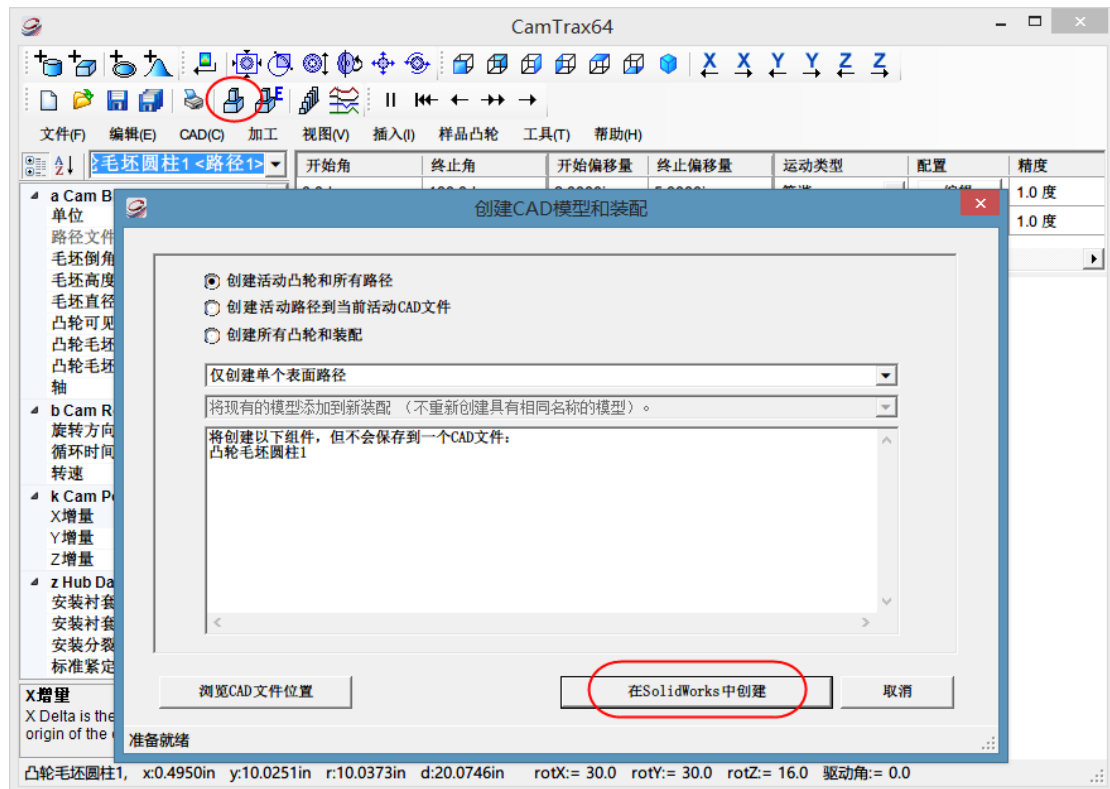 CamTrax64
X X Y Y Z Z
E
文件(F) 编辑(E) CAD(C) 加工 视图(V) 插入(I) 样品凸轮 工具(T) 帮助(H)
毛坯圆柱1 <路径1> 开始角 终止角 开始偏移量 终止偏移量 运动类型 配置 精度
1.0 度
1.0 度
a Cam B
单位
路径文件
毛坯倒角
毛坯高度
毛坯直径
凸轮可见
凸轮毛坯
凸轮毛坯
轴
b Cam R
旋转方向
循环时间
转速
k Cam P
X增量
Y增量
Z增量
z Hub Da
安装衬套
安装衬套
安装分裂
标准紧定
X增量
X Delta is the
origin of the
创建CAD模型和装配
创建活动凸轮和所有路径
创建活动路径到当前活动CAD文件
创建所有凸轮和装配
仅创建单个表面路径
将现有的模型添加到新装配 （不重新创建具有相同名称的模型）。
将创建以下组件，但不会保存到一个CAD文件：
凸轮毛坯圆柱1
浏览CAD文件位置 在SolidWorks中创建 取消
准备就绪
凸轮毛坯圆柱1, x:0.4950in y:10.0251in r:10.0373in d:20.0746in rotX:= 30.0 rotY:= 30.0 rotZ:= 16.0 驱动角:= 0.0